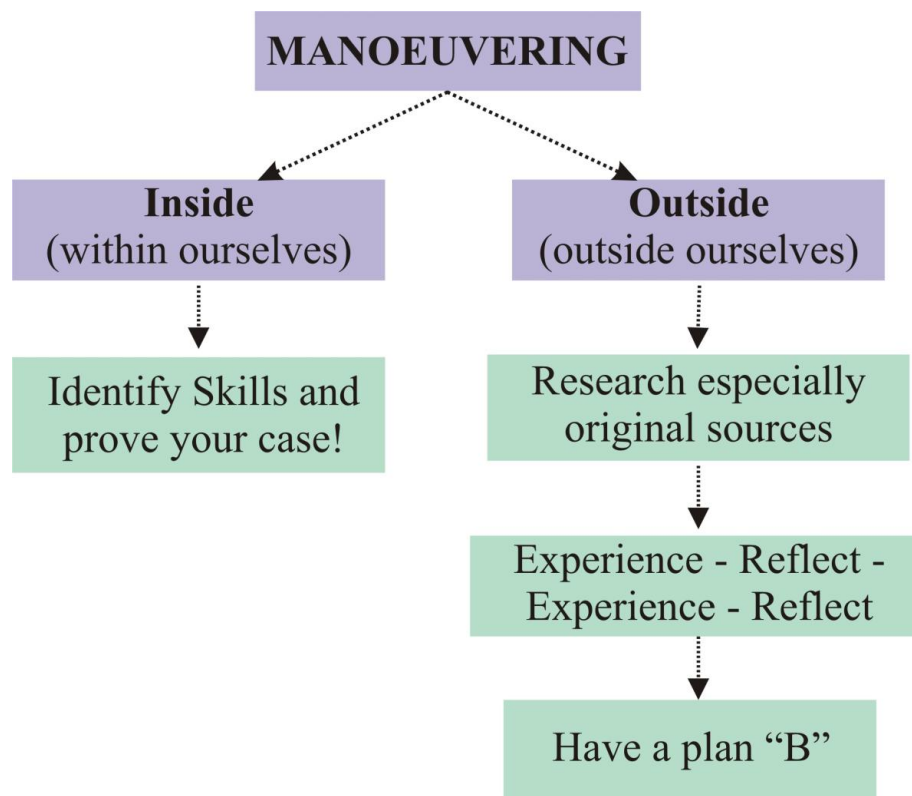 MANOEUVERING
Inside
(within ourselves)
Outside
(outside ourselves)
Identify Skills and
prove your case!
Research especially
original sources
Experience - Reflect -
Experience - Reflect
Have a plan “B”